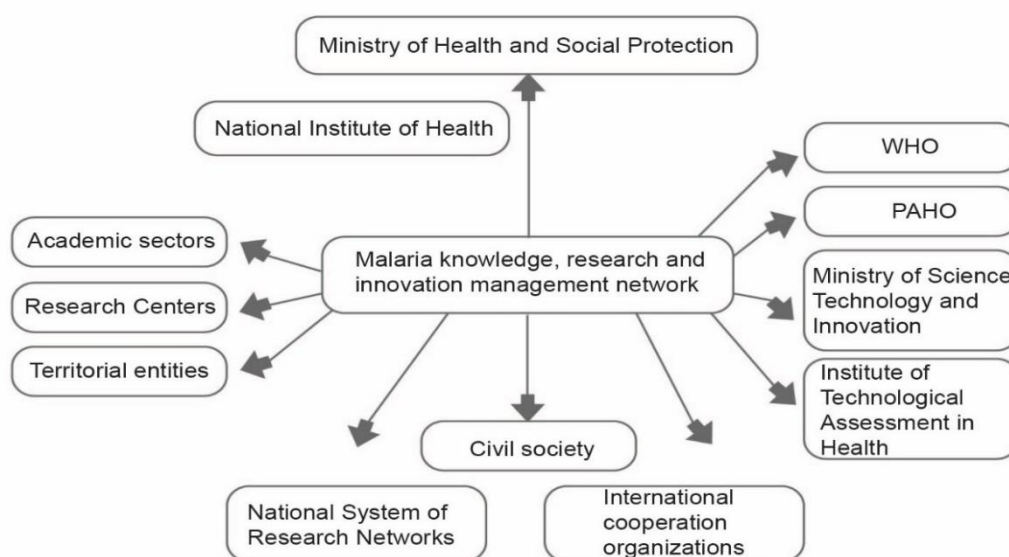 Ministry of Health and Social Protection
National Institute of Health
WHO
PAHO
Academic sectors
Malaria knowledge, research and
innovation management network
Ministry of Science
Technology and
Innovation
Research Centers
Territorial entities
Institute of
Technological
Assessment in
Health
Civil society
National System of
Research Networks
International
cooperation
organizations